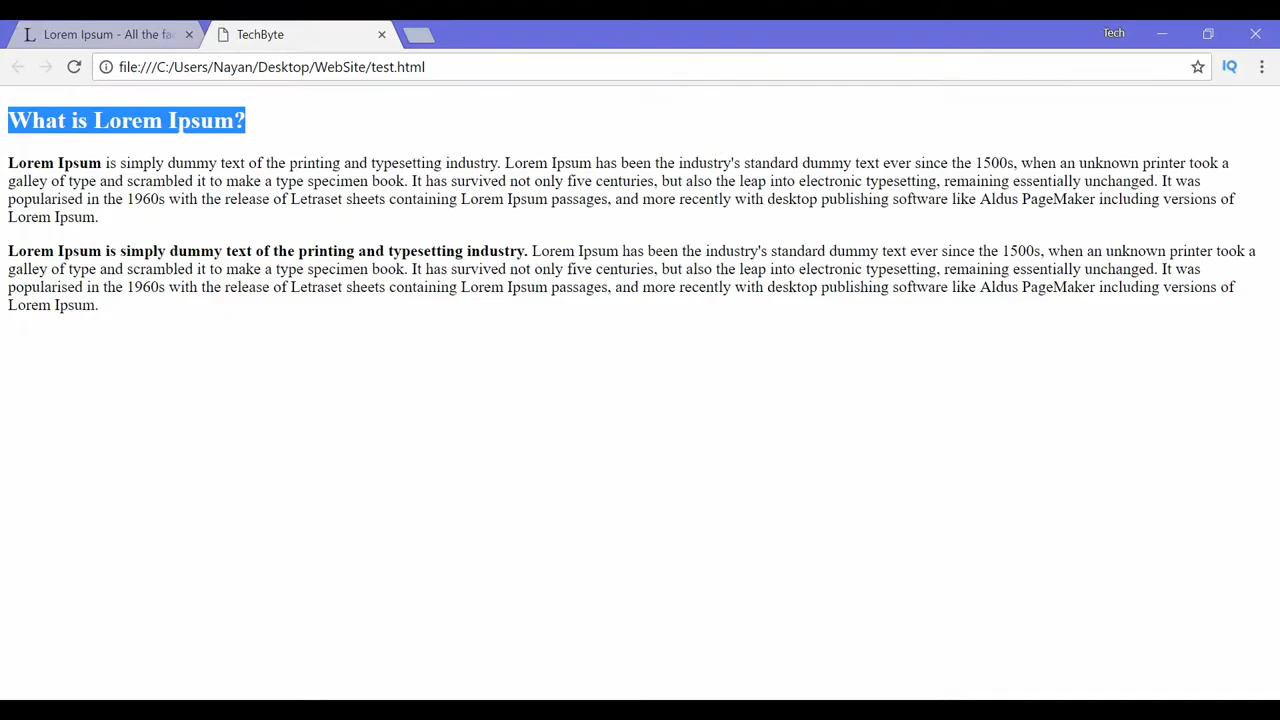 L Lorem Ipsum - All the fa
TechByte
Tech
file:///C:/Users/Nayan/Desktop/WebSite/test.html
IQ
What is Lorem Ipsum?
Lorem Ipsum is simply dummy text of the printing and typesetting industry. Lorem Ipsum has been the industry's standard dummy text ever since the 1500s, when an unknown printer took a
galley of type and scrambled it to make a type specimen book. It has survived not only five centuries, but also the leap into electronic typesetting, remaining essentially unchanged. It was
popularised in the 1960s with the release of Letraset sheets containing Lorem Ipsum passages, and more recently with desktop publishing software like Aldus PageMaker including versions of
Lorem Ipsum.
Lorem Ipsum is simply dummy text of the printing and typesetting industry. Lorem Ipsum has been the industry's standard dummy text ever since the 1500s, when an unknown printer took a
galley of type and scrambled it to make a type specimen book. It has survived not only five centuries, but also the leap into electronic typesetting, remaining essentially unchanged. It was
popularised in the 1960s with the release of Letraset sheets containing Lorem Ipsum passages, and more recently with desktop publishing software like Aldus PageMaker including versions of
Lorem Ipsum.